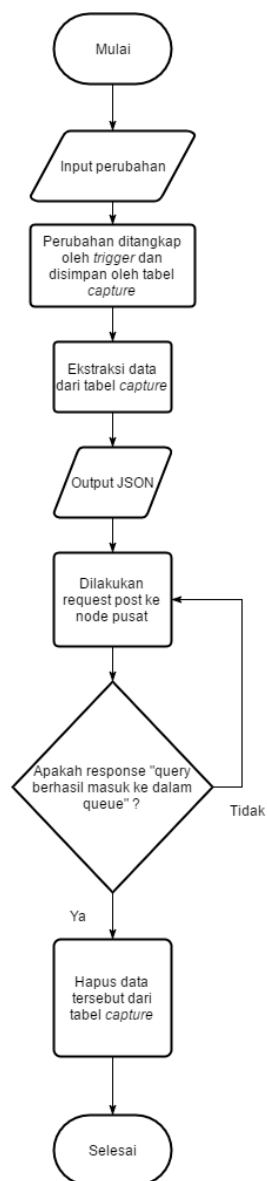 Mulai
Input perubahan
Perubahan ditangkap
oleh trigger dan
disimpan oleh tabel
capture
Ekstraksi data
dari tabel capture
Output JSON
Dilakukan
request post ke
node pusat
Apakah response "query
berhasil masuk ke dalam
queue" ?
Tidak
Ya
Hapus data
tersebut dari
tabel capture
Selesai